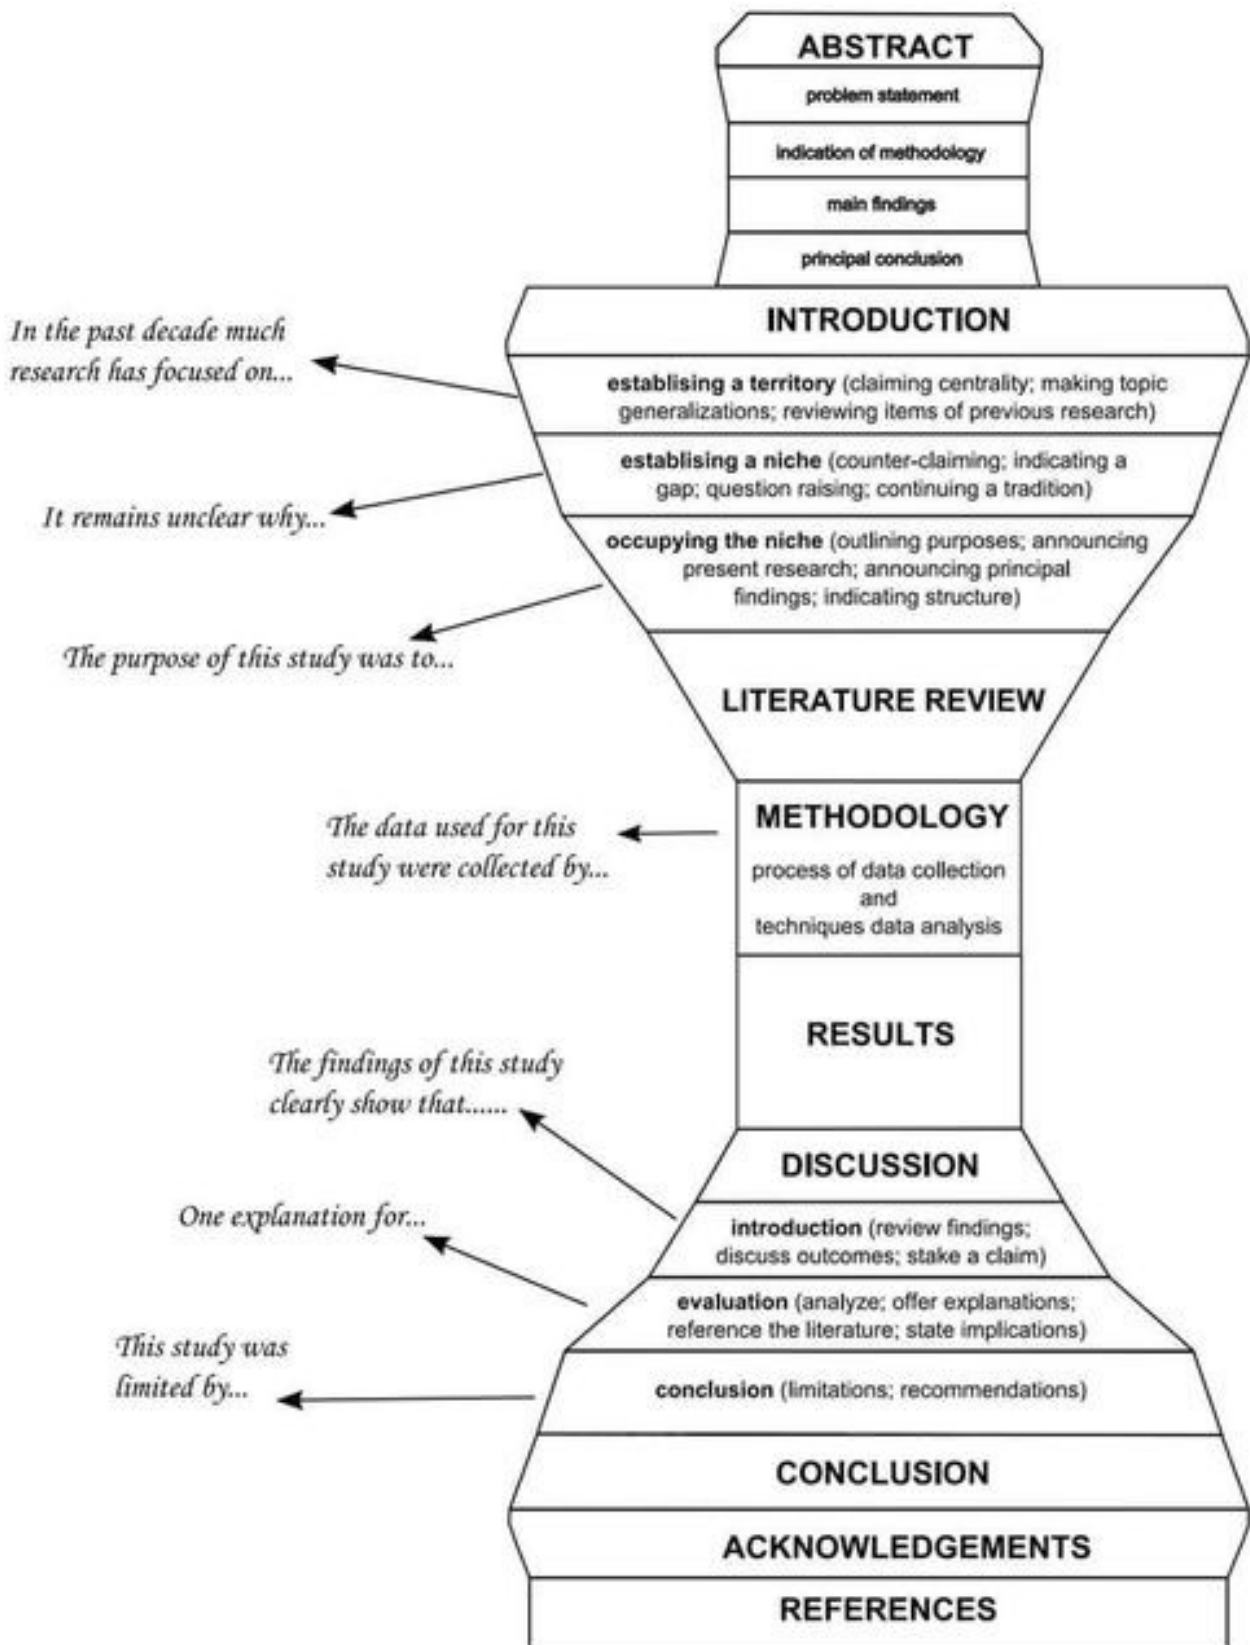 ABSTRACT
problem statement
indication of methodology
main findings
principal conclusion
INTRODUCTION
In the past decade much
research has focused on...
establising a territory (claiming centrality; making topic
generalizations; reviewing items of previous research)
establising a niche (counter-claiming; indicating a
gap; question raising; continuing a tradition)
It remains unclear why...
occupying the niche (outlining purposes; announcing
present research; announcing principal
findings; indicating structure)
The purpose of this study was to...
LITERATURE REVIEW
METHODOLOGY
The data used for this
study were collected by...
process of data collection
and
techniques data analysis
RESULTS
The findings of this study
clearly show that......
DISCUSSION
introduction (review findings;
discuss outcomes; stake a claim)
One explanation for...
evaluation (analyze; offer explanations;
reference the literature; state implications)
This study was
limited by...
conclusion (limitations; recommendations)
CONCLUSION
ACKNOWLEDGEMENTS
REFERENCES